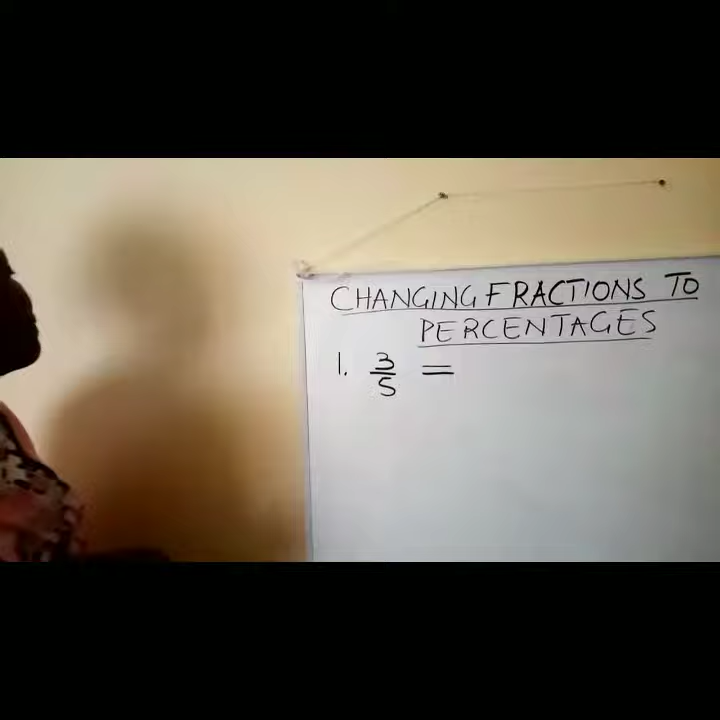 CHANGING FRACTIONS TO
PERCENTAGES
1. 3/5 =